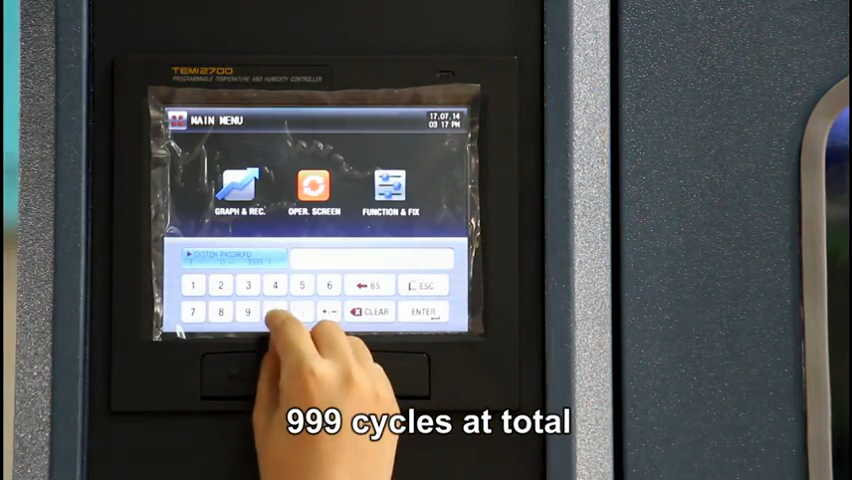 TEMI2700
PROGRAMMABLE TEMPERATURE AND HUMIDITY CONTROLLER
MAIN MENU
17.07.14
03 17 PM
GRAPH & REC.
OPER. SCREEN
FUNCTION & FIX
▶SYSTEM PASSWORD
[ 0 ~ 9999 ]
1 2 3 4 5 6 BS ESC
7 8 9 +/- CLEAR ENTER
999 cycles at total